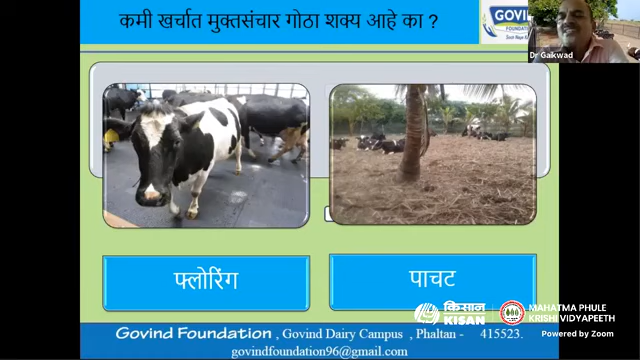 कमी खर्चात मुक्तसंचार गोठा शक्य आहे का ?
GOVIND
FOUNDATION
Dr Gaikwad
फ्लोरिंग
पाचट
किसान
KISAN
MAHATMA PHULE
KRISHI VIDYAPEETH
Powered by Zoom
Govind Foundation , Govind Dairy Campus , Phaltan - 415523.
govindfoundation96@gmail.com